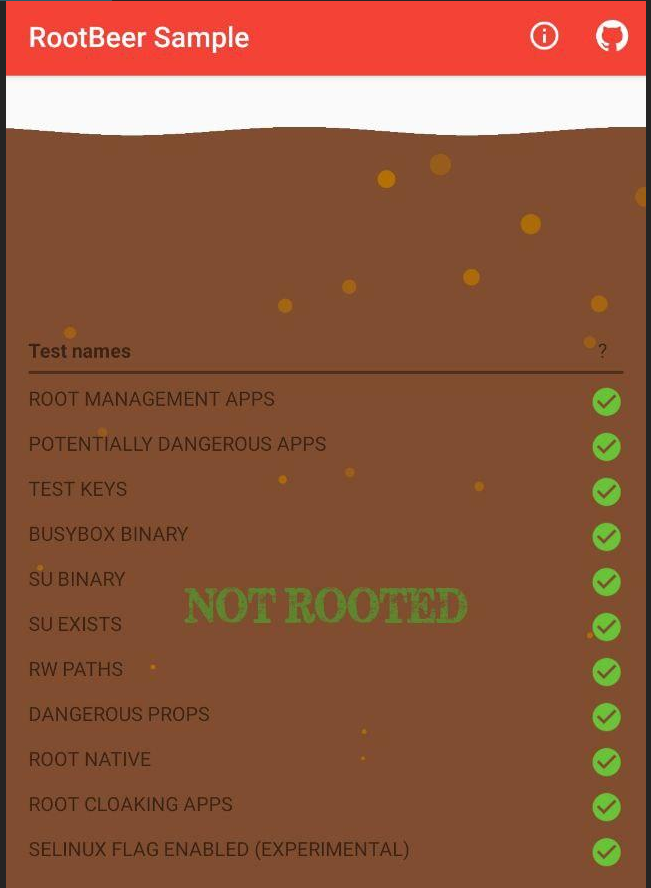 RootBeer Sample
Test names ?
ROOT MANAGEMENT APPS
POTENTIALLY DANGEROUS APPS
TEST KEYS
BUSYBOX BINARY
SU BINARY
NOT ROOTED
SU EXISTS
RW PATHS
DANGEROUS PROPS
ROOT NATIVE
ROOT CLOAKING APPS
SELINUX FLAG ENABLED (EXPERIMENTAL)